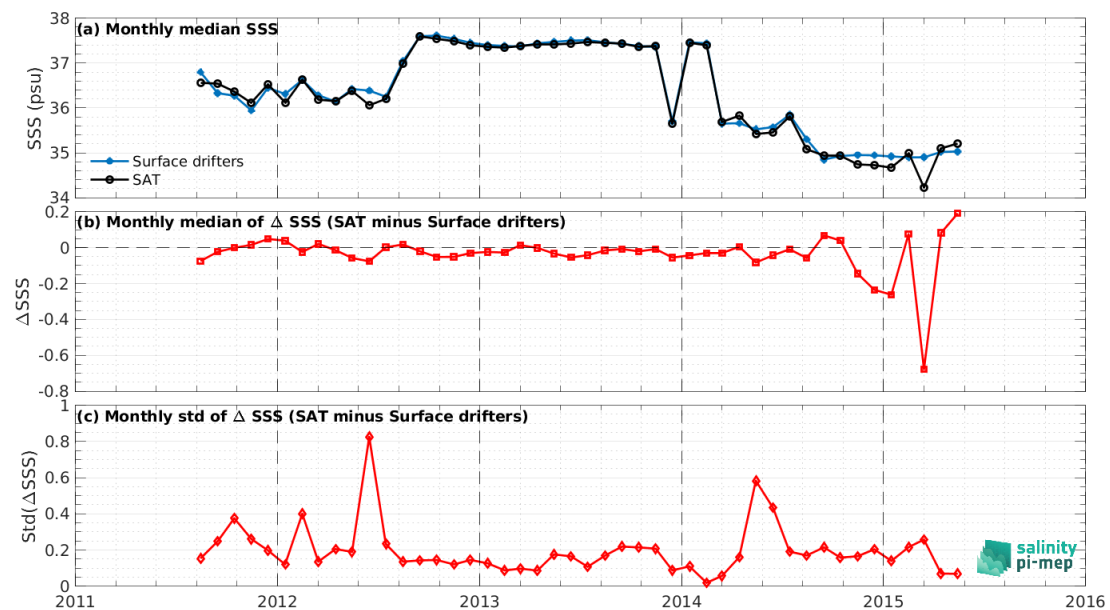 (a) Monthly median SSS
38
37
36
35
34
SSS (psu)
Surface drifters
SAT
(b) Monthly median of Δ SSS (SAT minus Surface drifters)
0.2
0
-0.2
-0.4
-0.6
-0.8
ΔSSS
(c) Monthly std of Δ SSS (SAT minus Surface drifters)
1
0.8
0.6
0.4
0.2
0
Std(ΔSSS)
salinity
pi-mep
2011 2012 2013 2014 2015 2016